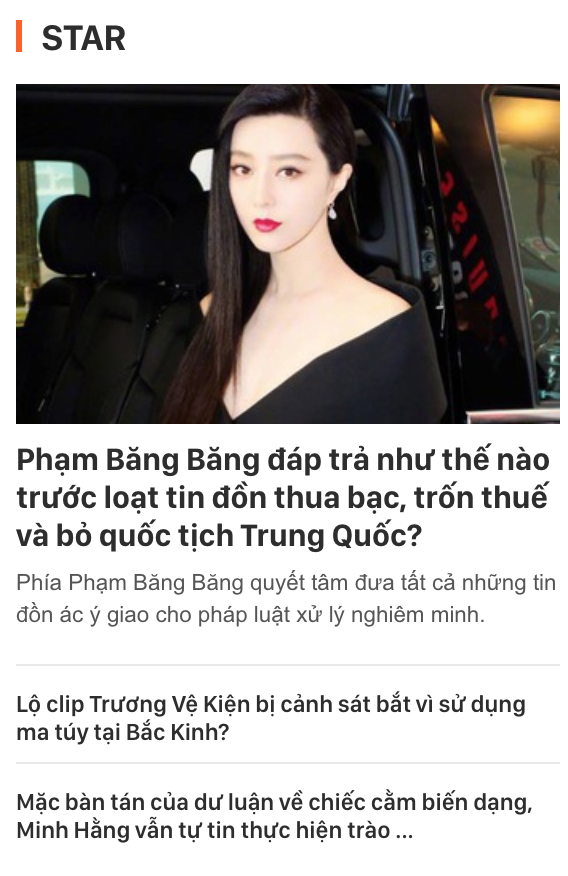 STAR
Phạm Băng Băng đáp trả như thế nào
trước loạt tin đồn thua bạc, trốn thuế
và bỏ quốc tịch Trung Quốc?
Phía Phạm Băng Băng quyết tâm đưa tất cả những tin
đồn ác ý giao cho pháp luật xử lý nghiêm minh.
Lộ clip Trương Vệ Kiện bị cảnh sát bắt vì sử dụng
ma túy tại Bắc Kinh?
Mặc bàn tán của dư luận về chiếc cằm biến dạng,
Minh Hằng vẫn tự tin thực hiện trào ...